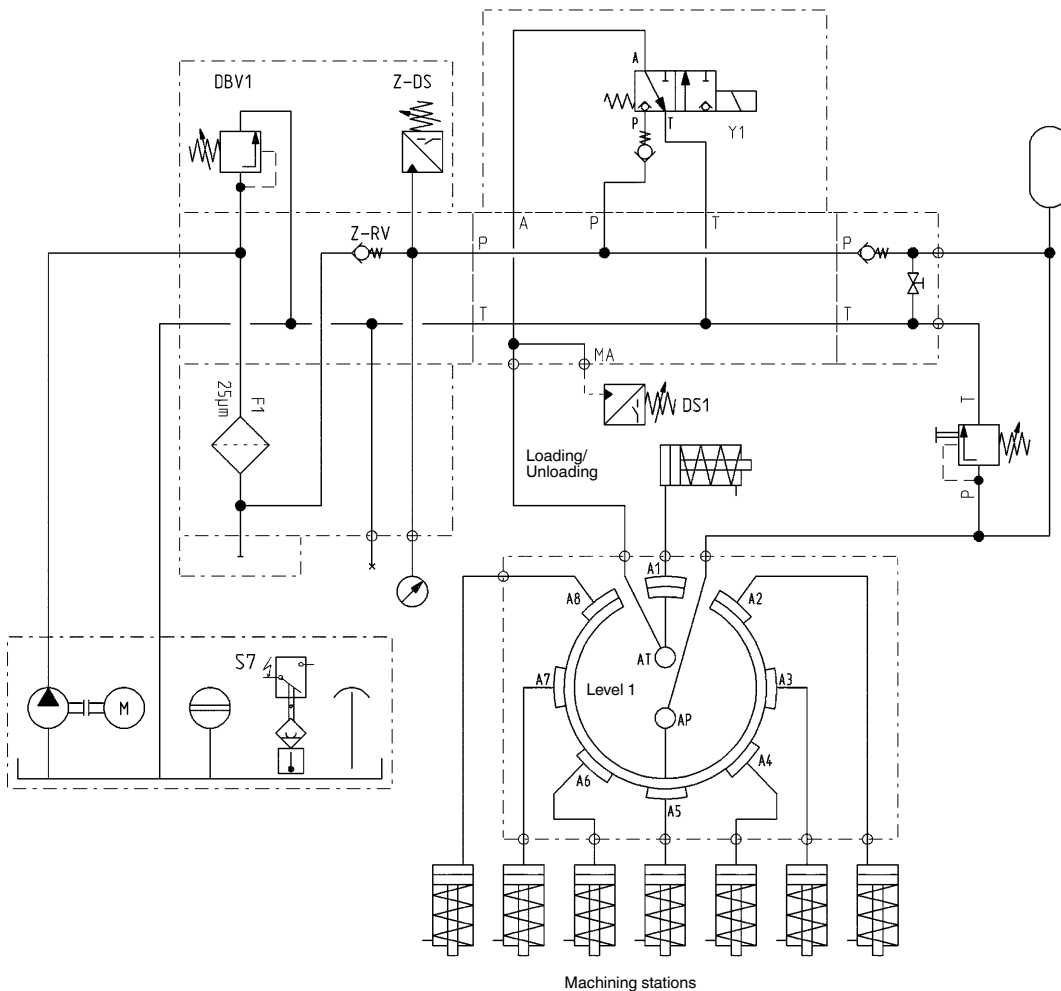 DBV1
Z-DS
A
P
T
Y1
A
P
T
Z-RV
P
P
T
T
MA
DS1
25µm
F1
T
P
Loading/
Unloading
A1
A8
A2
AT
A7
Level 1
A3
AP
A6
A4
A5
S7
M
Machining stations